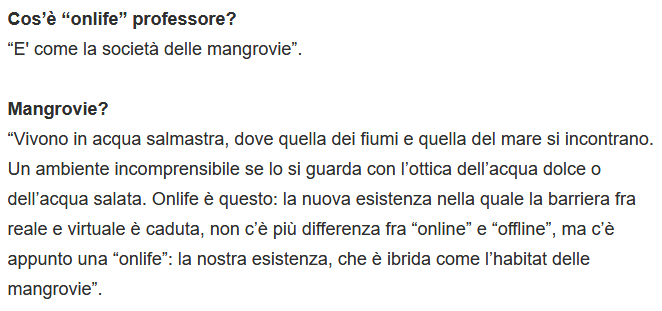 Cos’è “onlife” professore?
“E' come la società delle mangrovie”.
Mangrovie?
“Vivono in acqua salmastra, dove quella dei fiumi e quella del mare si incontrano.
Un ambiente incomprensibile se lo si guarda con l’ottica dell’acqua dolce o
dell’acqua salata. Onlife è questo: la nuova esistenza nella quale la barriera fra
reale e virtuale è caduta, non c’è più differenza fra “online” e “offline”, ma c’è
appunto una “onlife”: la nostra esistenza, che è ibrida come l’habitat delle
mangrovie”.